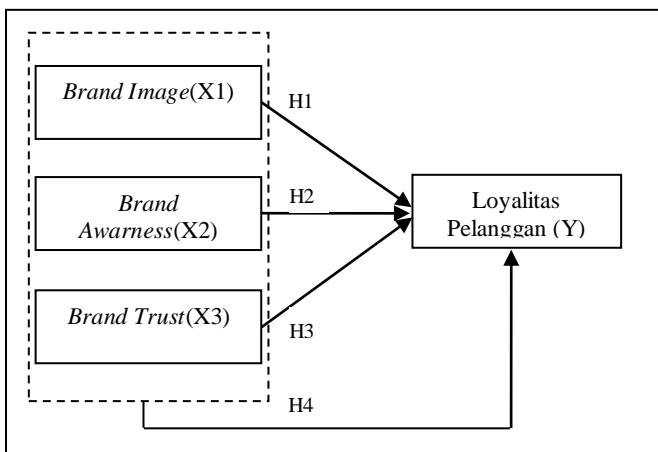 Brand Image(X1)
H1
Brand
Awarness(X2)
H2
Loyalitas
Pelanggan (Y)
Brand Trust(X3)
H3
H4